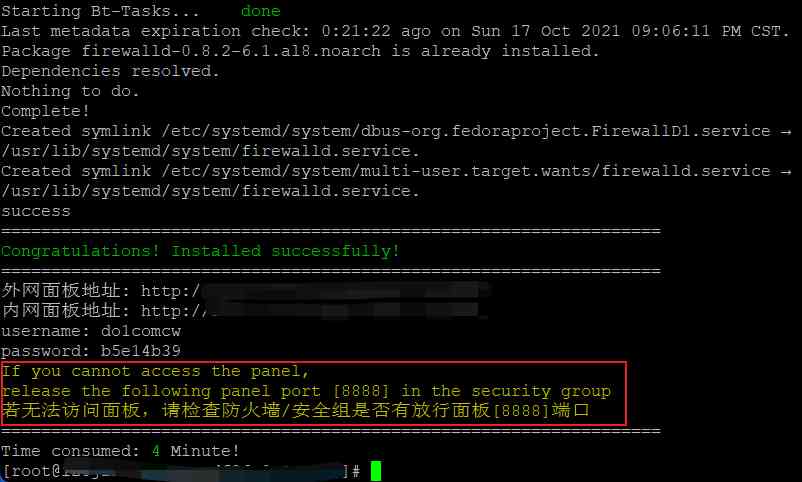 Starting Bt-Tasks... done
Last metadata expiration check: 0:21:22 ago on Sun 17 Oct 2021 09:06:11 PM CST.
Package firewalld-0.8.2-6.1.al8.noarch is already installed.
Dependencies resolved.
Nothing to do.
Complete!
Created symlink /etc/systemd/system/dbus-org.fedoraproject.FirewallD1.service →
/usr/lib/systemd/system/firewalld.service.
Created symlink /etc/systemd/system/multi-user.target.wants/firewalld.service →
/usr/lib/systemd/system/firewalld.service.
success
==================================================================
Congratulations! Installed successfully!
==================================================================
外网面板地址: http:/
内网面板地址: http:/
username: do1comcw
password: b5e14b39
If you cannot access the panel,
release the following panel port [8888] in the security group
若无法访问面板，请检查防火墙/安全组是否有放行面板[8888]端口
==================================================================
Time consumed: 4 Minute!
[root@ ]#